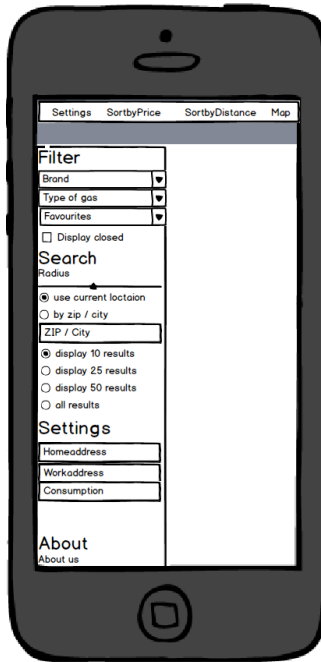 Settings SortbyPrice SortbyDistance Map
Filter
Brand
Type of gas
Favourites
Display closed
Search
Radius
use current loctaion
by zip / city
ZIP / City
display 10 results
display 25 results
display 50 results
all results
Settings
Homeaddress
Workaddress
Consumption
About
About us